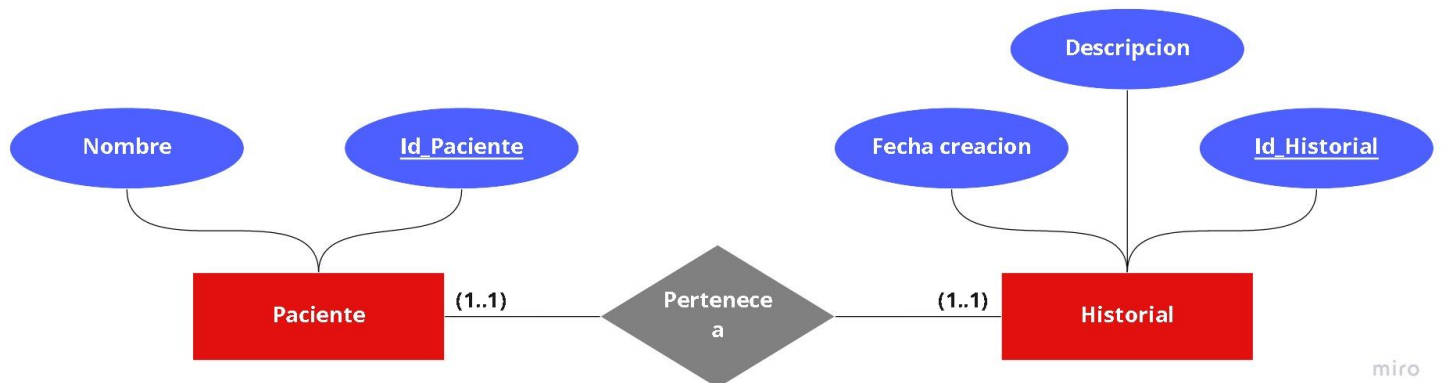 Descripcion
Nombre
Id_Paciente
Fecha creacion
Id_Historial
Paciente
(1..1)
Pertenece
a
(1..1)
Historial
miro